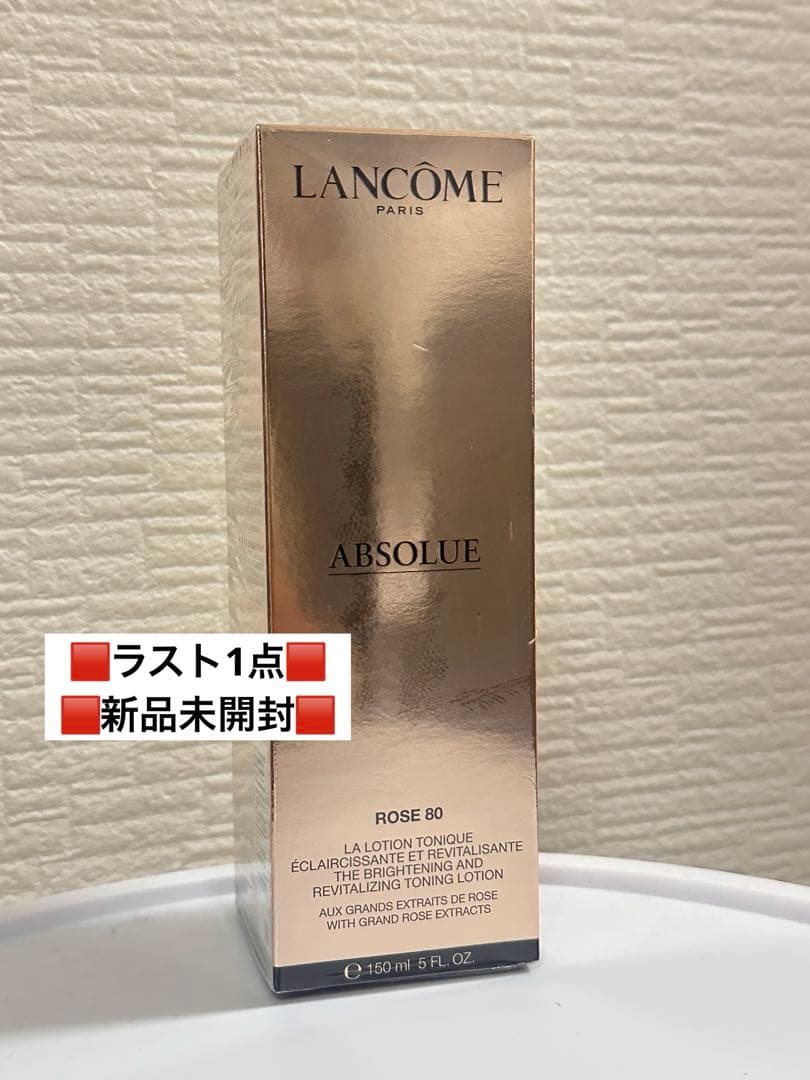 LANCÔME
PARIS
ABSOLUE
🟥ラスト1点🟥
🟥新品未開封🟥
ROSE 80
LA LOTION TONIQUE
ÉCLAIRCISSANTE ET REVITALISANTE
THE BRIGHTENING AND
REVITALIZING TONING LOTION
AUX GRANDS EXTRAITS DE ROSE
WITH GRAND ROSE EXTRACTS
℮ 150 ml 5 FL. OZ.